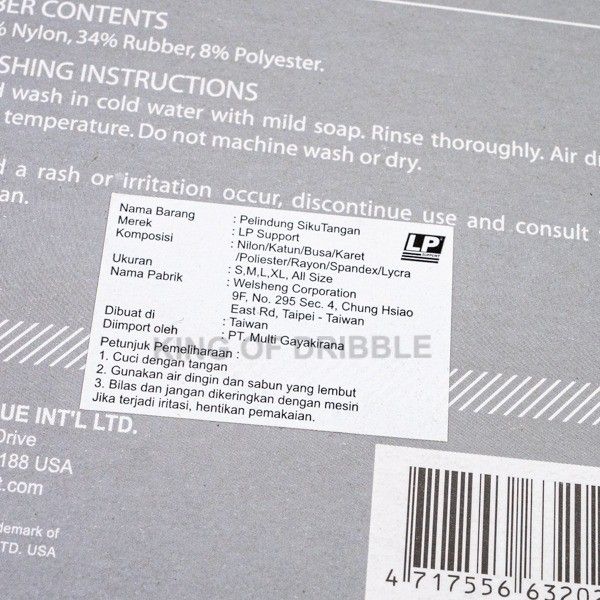 BER CONTENTS
% Nylon, 34% Rubber, 8% Polyester.
SHING INSTRUCTIONS
wash in cold water with mild soap. Rinse thoroughly. Air
temperature. Do not machine wash or dry.
a rash or irritation occur, discontinue use and consult
Nama Barang : Pelindung SikuTangan
Merek : LP Support
Komposisi : Nilon/Katun/Busa/Karet
/Poliester/Rayon/Spandex/Lycra
Ukuran : S,M,L,XL, All Size
Nama Pabrik : Welsheng Corporation
9F, No. 295 Sec. 4, Chung Hsiao
East Rd, Taipei - Taiwan
Dibuat di : Taiwan
Diimport oleh : PT. Multi Gayakirana
Petunjuk Pemeliharaan :
1. Cuci dengan tangan
2. Gunakan air dingin dan sabun yang lembut
3. Bilas dan jangan dikeringkan dengan mesin
Jika terjadi iritasi, hentikan pemakaian.
LP
SUPPORT
KING OF DRIBBLE
UE INT'L LTD.
Drive
188 USA
t.com
demark of
TD. USA
4 717556 63202